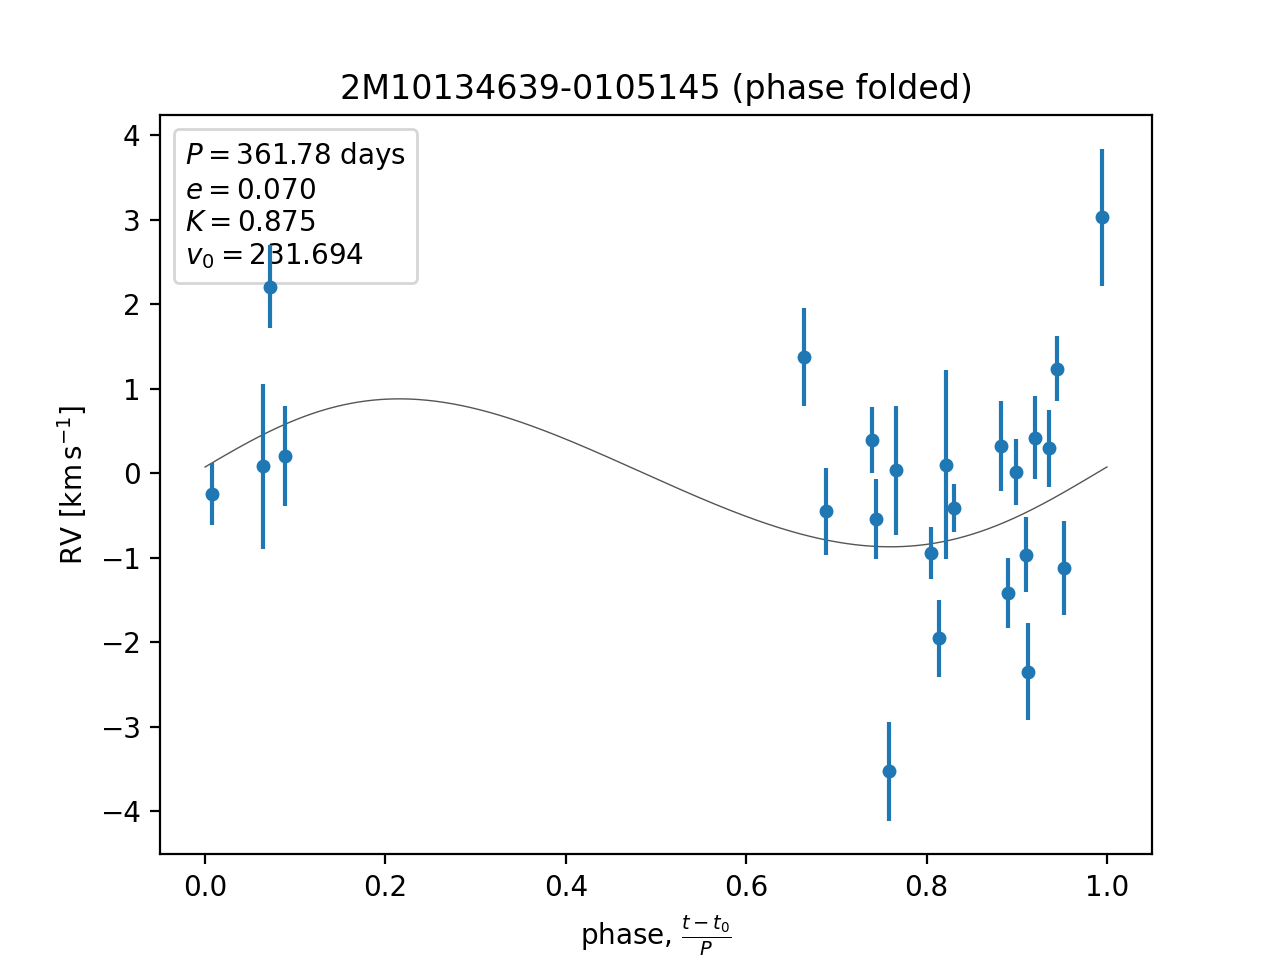 2M10134639-0105145 (phase folded)
P = 361.78 days
e = 0.070
K = 0.875
v₀ = 231.694
4
3
2
1
0
−1
−2
−3
−4
RV [km s⁻¹]
0.0 0.2 0.4 0.6 0.8 1.0
phase, (t − t₀)/P